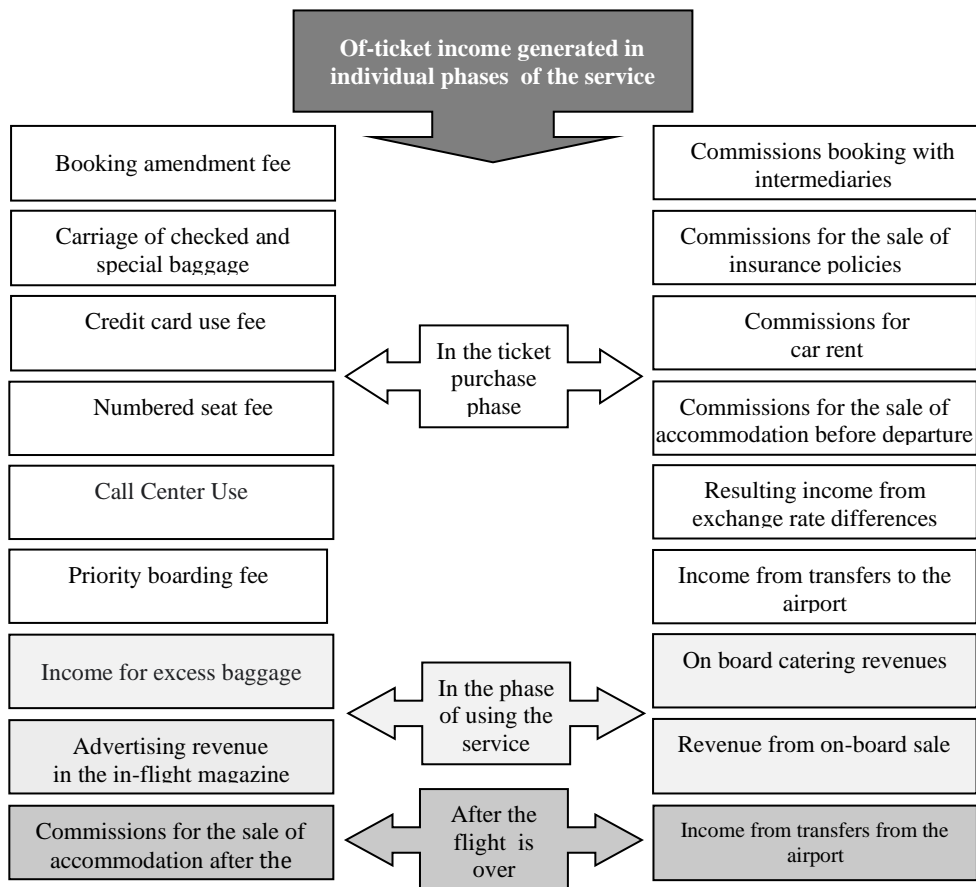 Of-ticket income generated in
individual phases of the service
Booking amendment fee
Carriage of checked and
special baggage
Credit card use fee
Numbered seat fee
Call Center Use
Priority boarding fee
Income for excess baggage
Advertising revenue
in the in-flight magazine
Commissions for the sale of
accommodation after the
In the ticket
purchase
phase
In the phase
of using the
service
After the
flight is
over
Commissions booking with
intermediaries
Commissions for the sale of
insurance policies
Commissions for
car rent
Commissions for the sale of
accommodation before departure
Resulting income from
exchange rate differences
Income from transfers to the
airport
On board catering revenues
Revenue from on-board sale
Income from transfers from the
airport